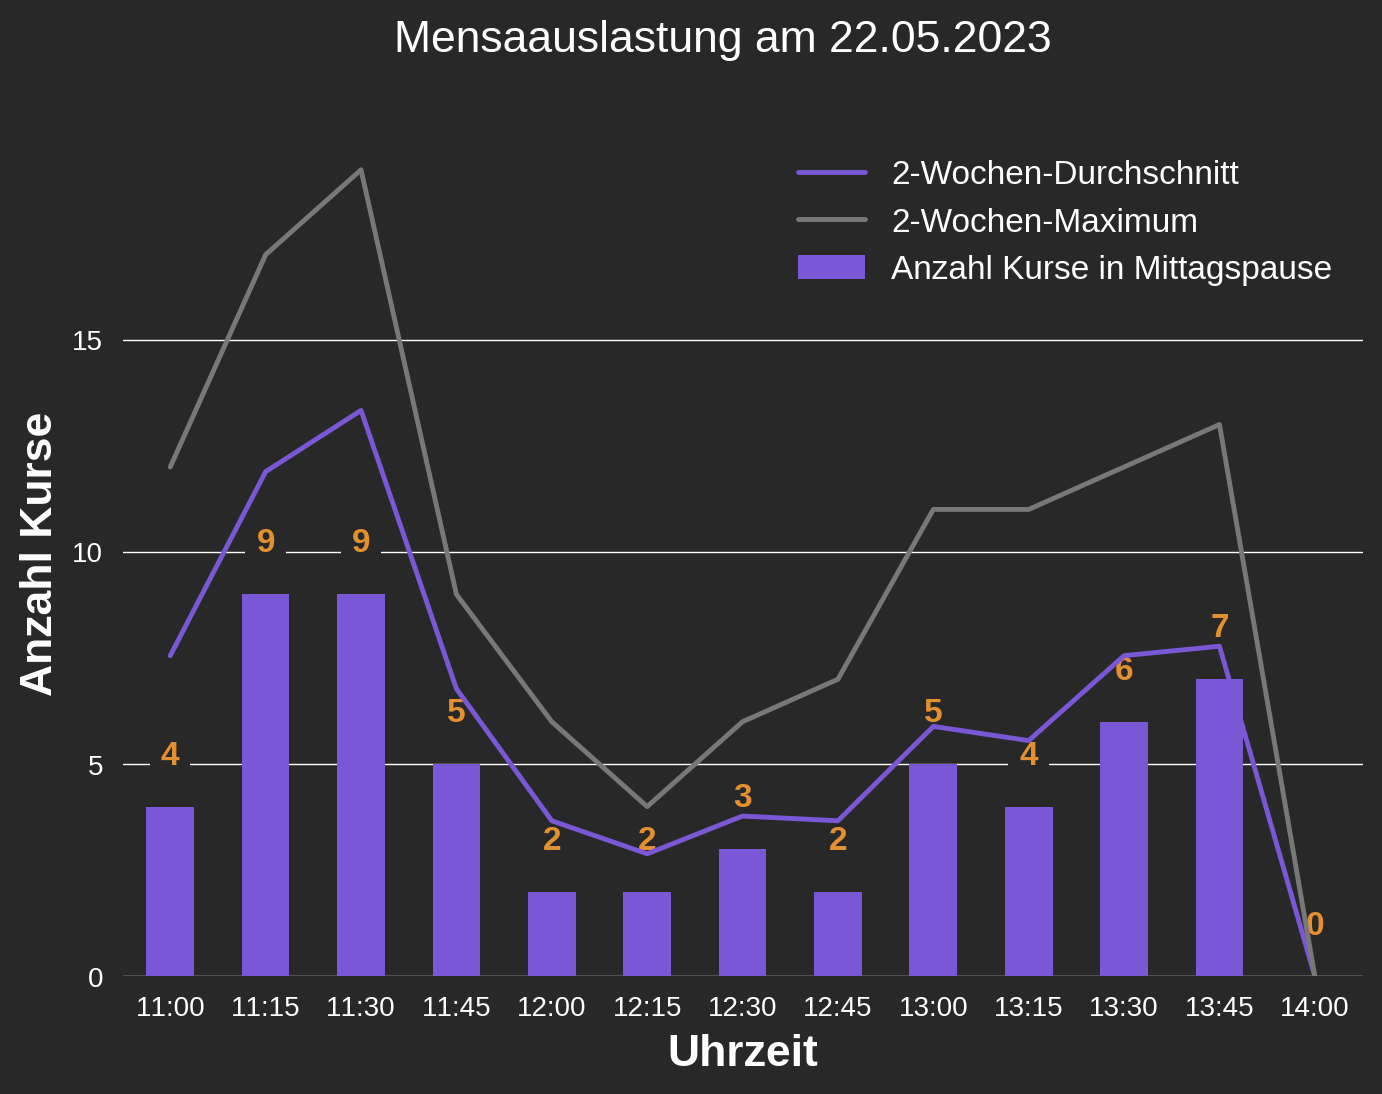 Mensaauslastung am 22.05.2023
2-Wochen-Durchschnitt
2-Wochen-Maximum
Anzahl Kurse in Mittagspause
Anzahl Kurse
15
10
5
0
4
9
9
5
2
2
3
2
5
4
6
7
0
11:00 11:15 11:30 11:45 12:00 12:15 12:30 12:45 13:00 13:15 13:30 13:45 14:00
Uhrzeit